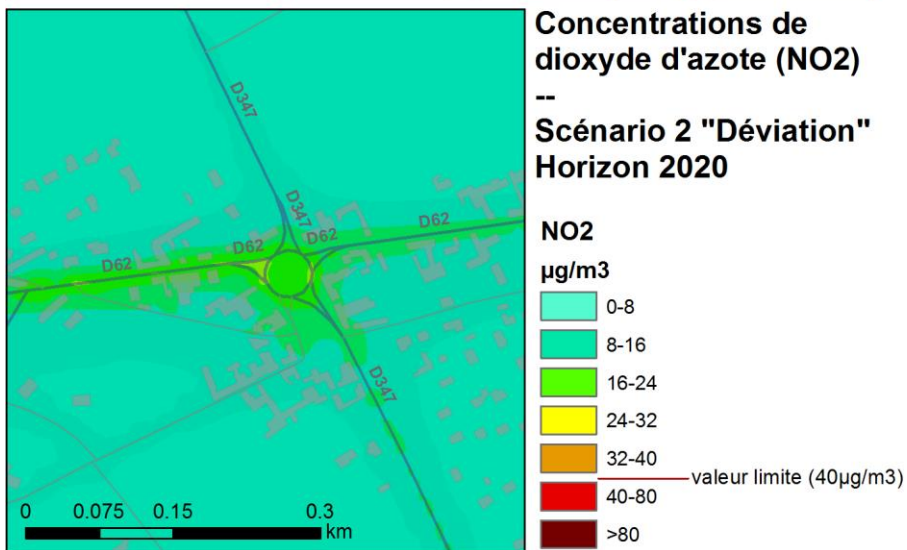 Concentrations de
dioxyde d'azote (NO2)
--
Scénario 2 "Déviation"
Horizon 2020
NO2
µg/m3
0-8
8-16
16-24
24-32
32-40
valeur limite (40µg/m3)
40-80
>80
D347
D347
D62
D62
D62
D62
D347
0 0.075 0.15 0.3
km